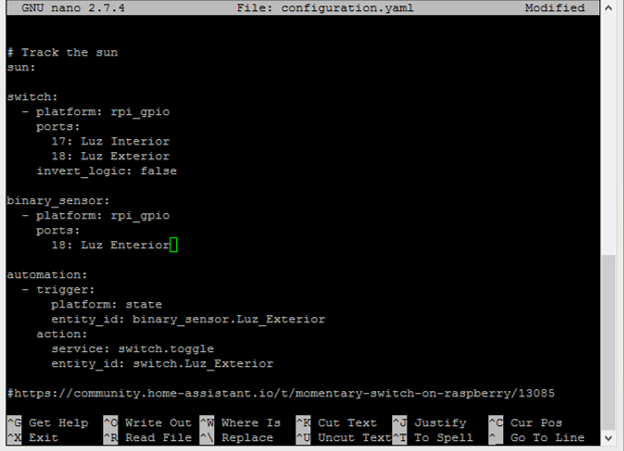 GNU nano 2.7.4 File: configuration.yaml Modified
# Track the sun
sun:
switch:
  - platform: rpi_gpio
    ports:
      17: Luz Interior
      18: Luz Exterior
    invert_logic: false
binary_sensor:
  - platform: rpi_gpio
    ports:
      18: Luz Enterior
automation:
  - trigger:
      platform: state
      entity_id: binary_sensor.Luz_Exterior
    action:
      service: switch.toggle
      entity_id: switch.Luz_Exterior
#https://community.home-assistant.io/t/momentary-switch-on-raspberry/13085
^G Get Help ^O Write Out ^W Where Is ^K Cut Text ^J Justify ^C Cur Pos
^X Exit ^R Read File ^\ Replace ^U Uncut Text ^T To Spell ^_ Go To Line